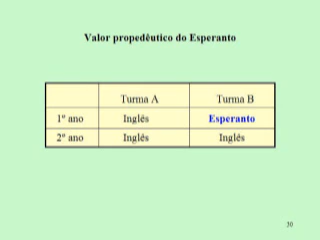 Valor propedêutico do Esperanto
Turma A Turma B
1º ano Inglês Esperanto
2º ano Inglês Inglês
30